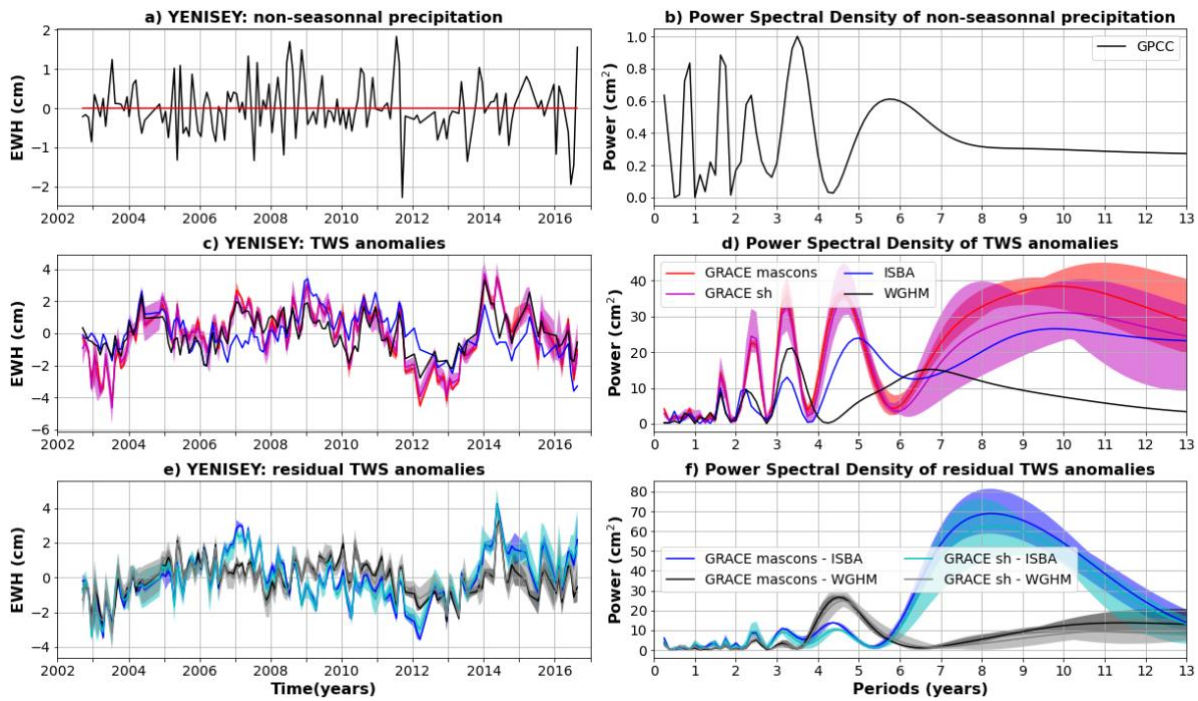 a) YENISEY: non-seasonnal precipitation
EWH (cm)
2
1
0
−1
−2
2002 2004 2006 2008 2010 2012 2014 2016
b) Power Spectral Density of non-seasonnal precipitation
Power (cm²)
1.0
0.8
0.6
0.4
0.2
0.0
GPCC
0 1 2 3 4 5 6 7 8 9 10 11 12 13
c) YENISEY: TWS anomalies
EWH (cm)
4
2
0
−2
−4
−6
2002 2004 2006 2008 2010 2012 2014 2016
d) Power Spectral Density of TWS anomalies
Power (cm²)
40
30
20
10
0
GRACE mascons ISBA
GRACE sh WGHM
0 1 2 3 4 5 6 7 8 9 10 11 12 13
e) YENISEY: residual TWS anomalies
EWH (cm)
4
2
0
−2
−4
2002 2004 2006 2008 2010 2012 2014 2016
Time(years)
f) Power Spectral Density of residual TWS anomalies
Power (cm²)
80
70
60
50
40
30
20
10
0
GRACE mascons - ISBA GRACE sh - ISBA
GRACE mascons - WGHM GRACE sh - WGHM
0 1 2 3 4 5 6 7 8 9 10 11 12 13
Periods (years)